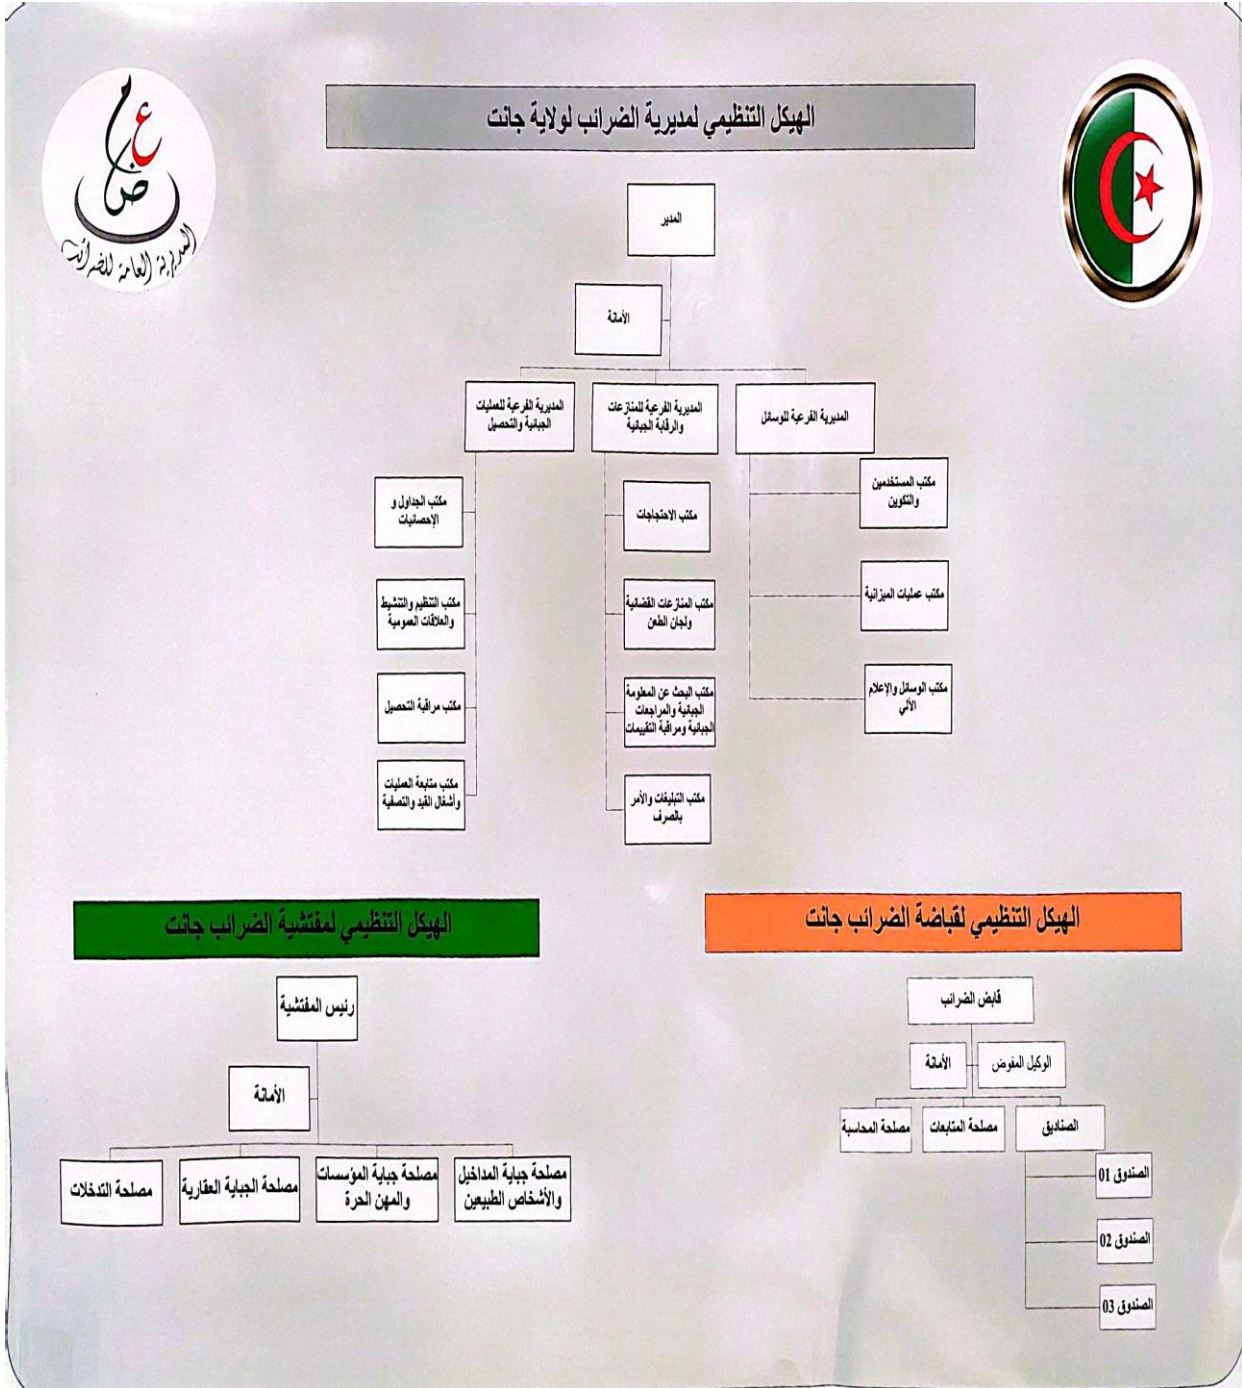 الهيكل التنظيمي لمديرية الضرائب لولاية جانت
ع
ض
المديرية العامة للضرائب
المدير
الأمانة
المديرية الفرعية للوسائل
المديرية الفرعية للمنازعات
والرقابة الجبائية
المديرية الفرعية للعمليات
الجبائية والتحصيل
مكتب المستخدمين
والتكوين
مكتب عمليات الميزانية
مكتب الوسائل والإعلام
الألي
مكتب الاحتجاجات
مكتب المنازعات القضائية
ولجان الطعن
مكتب البحث عن المعلومة
الجبائية والمراجعات
الجبائية ومراقبة التقييمات
مكتب التبليغات والأمر
بالصرف
مكتب الجداول و
الإحصائيات
مكتب التنظيم والتنشيط
والعلاقات العمومية
مكتب مراقبة التحصيل
مكتب متابعة العمليات
وأشغال القيد والتصفية
الهيكل التنظيمي لقباضة الضرائب جانت
قابض الضرائب
الوكيل المفوض
الأمانة
الصناديق
مصلحة المتابعات
مصلحة المحاسبة
الصندوق 01
الصندوق 02
الصندوق 03
الهيكل التنظيمي لمفتشية الضرائب جانت
رئيس المفتشية
الأمانة
مصلحة جباية المداخيل
والأشخاص الطبيعين
مصلحة جباية المؤسسات
والمهن الحرة
مصلحة الجباية العقارية
مصلحة التدخلات